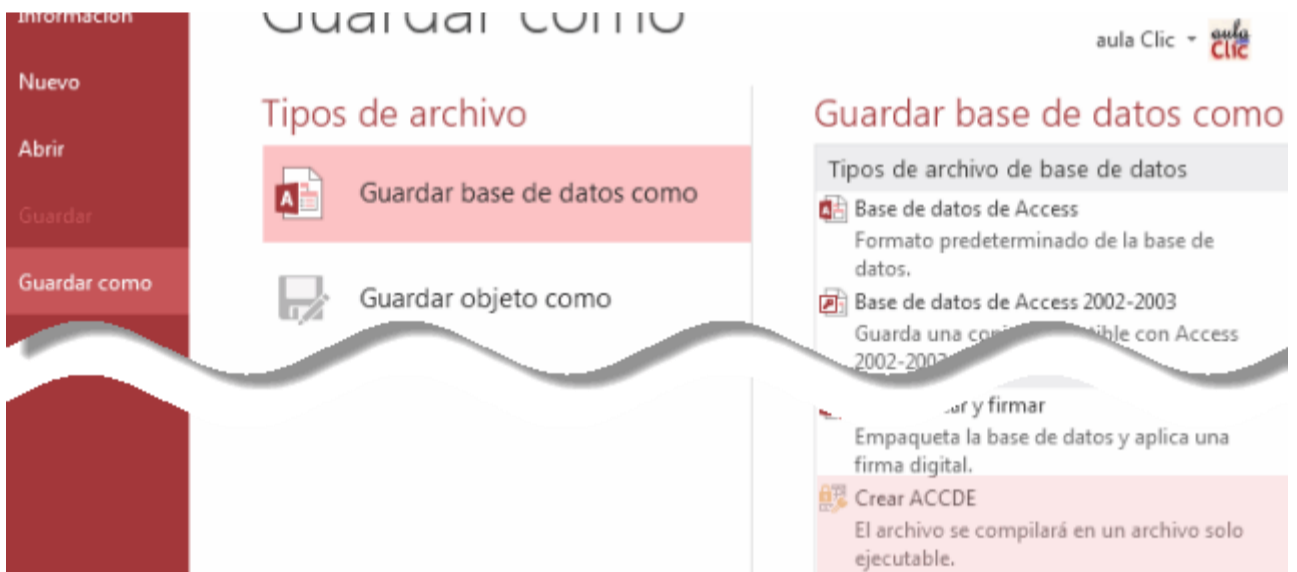 Información
Nuevo
Abrir
Guardar
Guardar como
Guardar como
aula Clic
aula
Clic
Tipos de archivo
Guardar base de datos como
Guardar objeto como
Guardar base de datos como
Tipos de archivo de base de datos
Base de datos de Access
Formato predeterminado de la base de
datos.
Base de datos de Access 2002-2003
Guarda una con Access
y firmar
Empaqueta la base de datos y aplica una
firma digital.
Crear ACCDE
El archivo se compilará en un archivo solo
ejecutable.